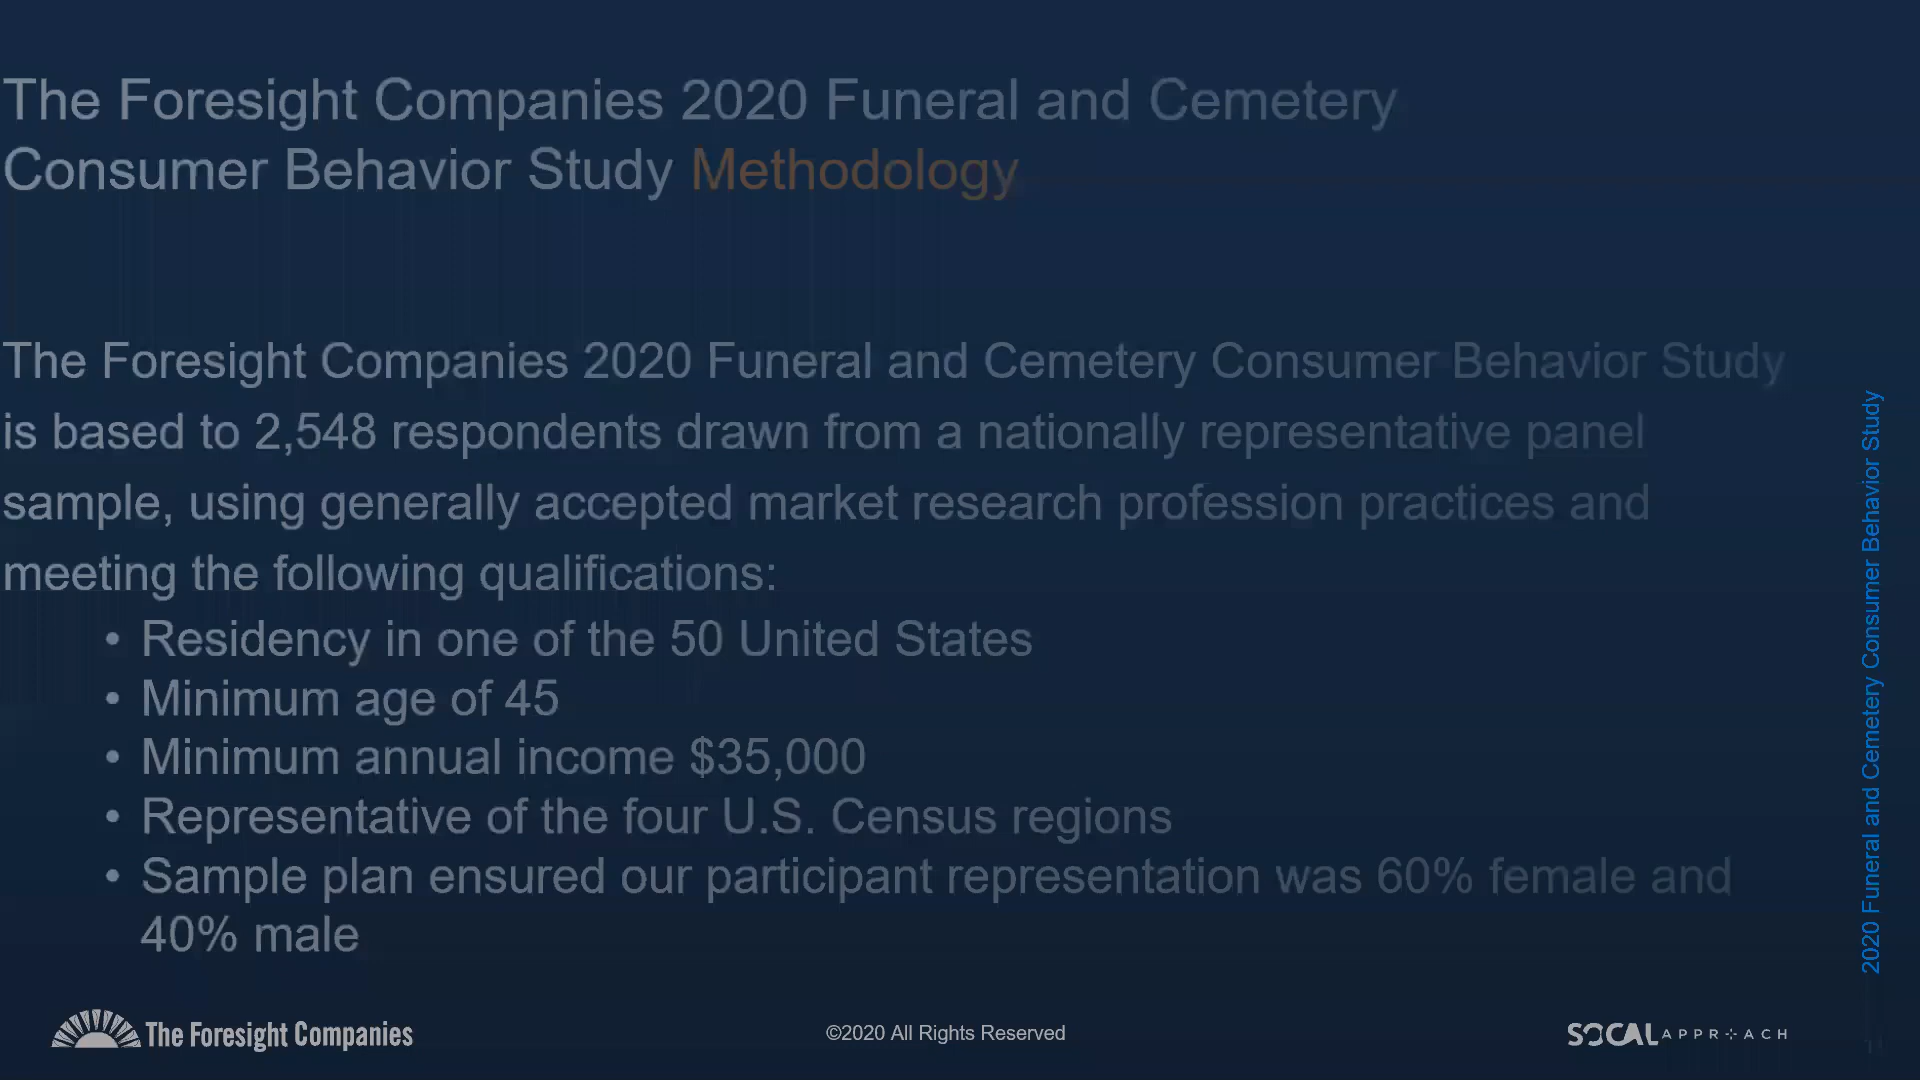 The Foresight Companies 2020 Funeral and Cemetery
Consumer Behavior Study Methodology
The Foresight Companies 2020 Funeral and Cemetery Consumer Behavior Study
is based to 2,548 respondents drawn from a nationally representative panel
sample, using generally accepted market research profession practices and
meeting the following qualifications:
• Residency in one of the 50 United States
• Minimum age of 45
• Minimum annual income $35,000
• Representative of the four U.S. Census regions
• Sample plan ensured our participant representation was 60% female and
40% male
2020 Funeral and Cemetery Consumer Behavior Study
The Foresight Companies
©2020 All Rights Reserved
SOCAL APPROACH